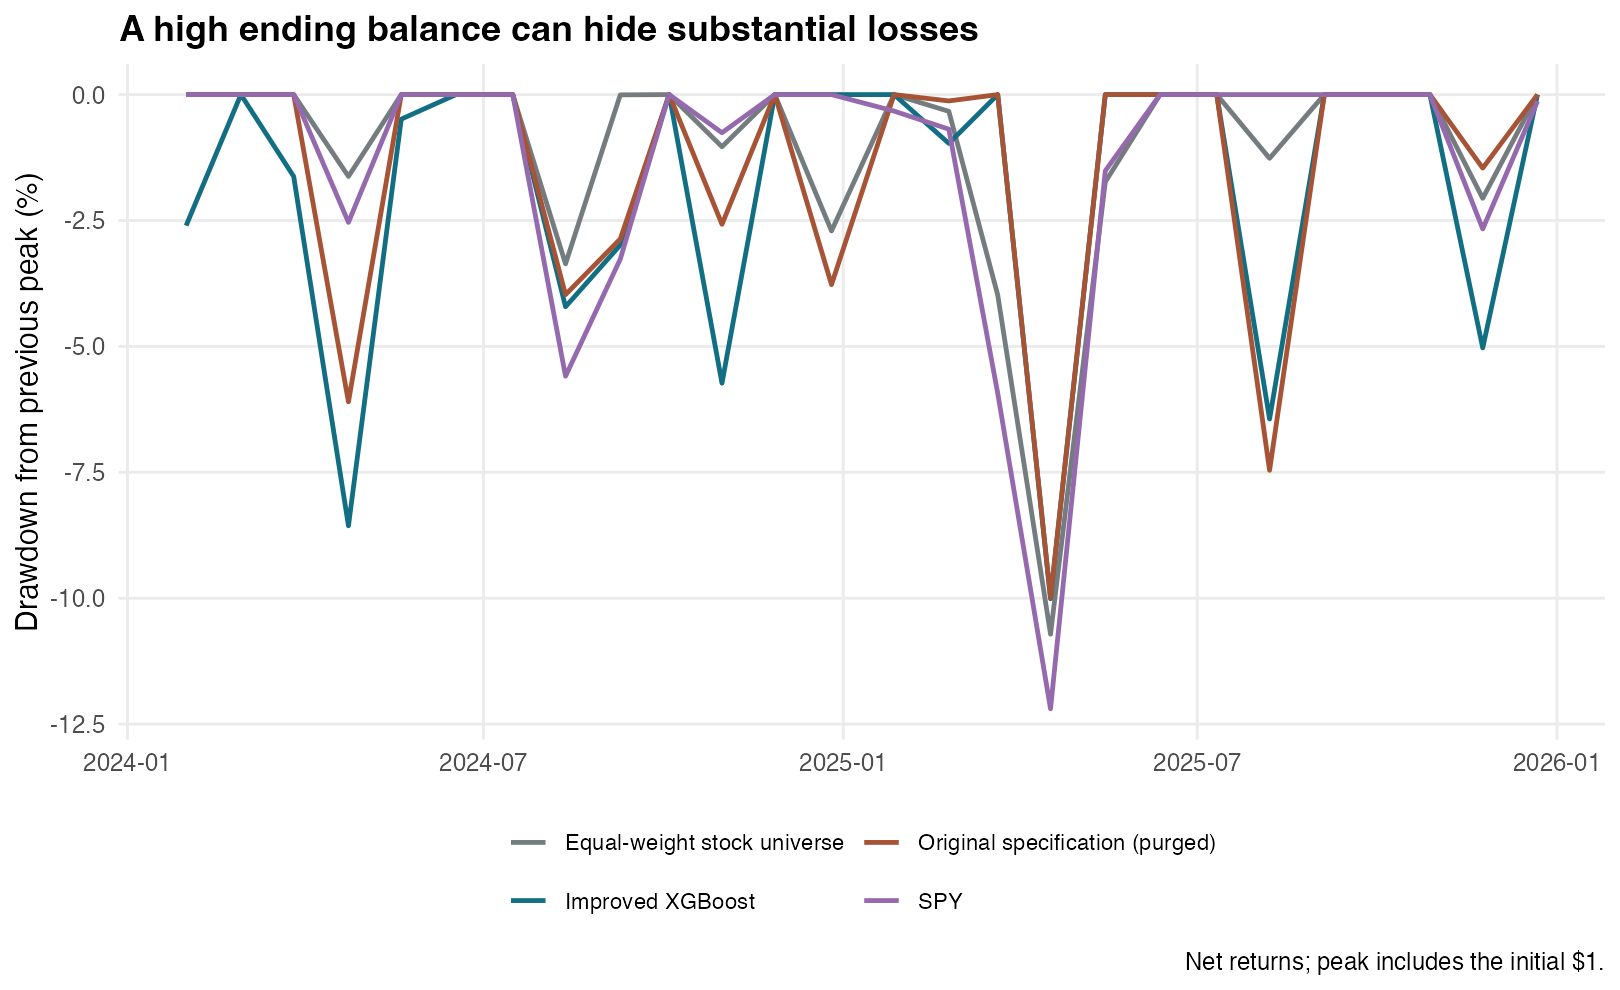 A high ending balance can hide substantial losses
Drawdown from previous peak (%)
0.0
-2.5
-5.0
-7.5
-10.0
-12.5
2024-01
2024-07
2025-01
2025-07
2026-01
Equal-weight stock universe
Original specification (purged)
Improved XGBoost
SPY
Net returns; peak includes the initial $1.